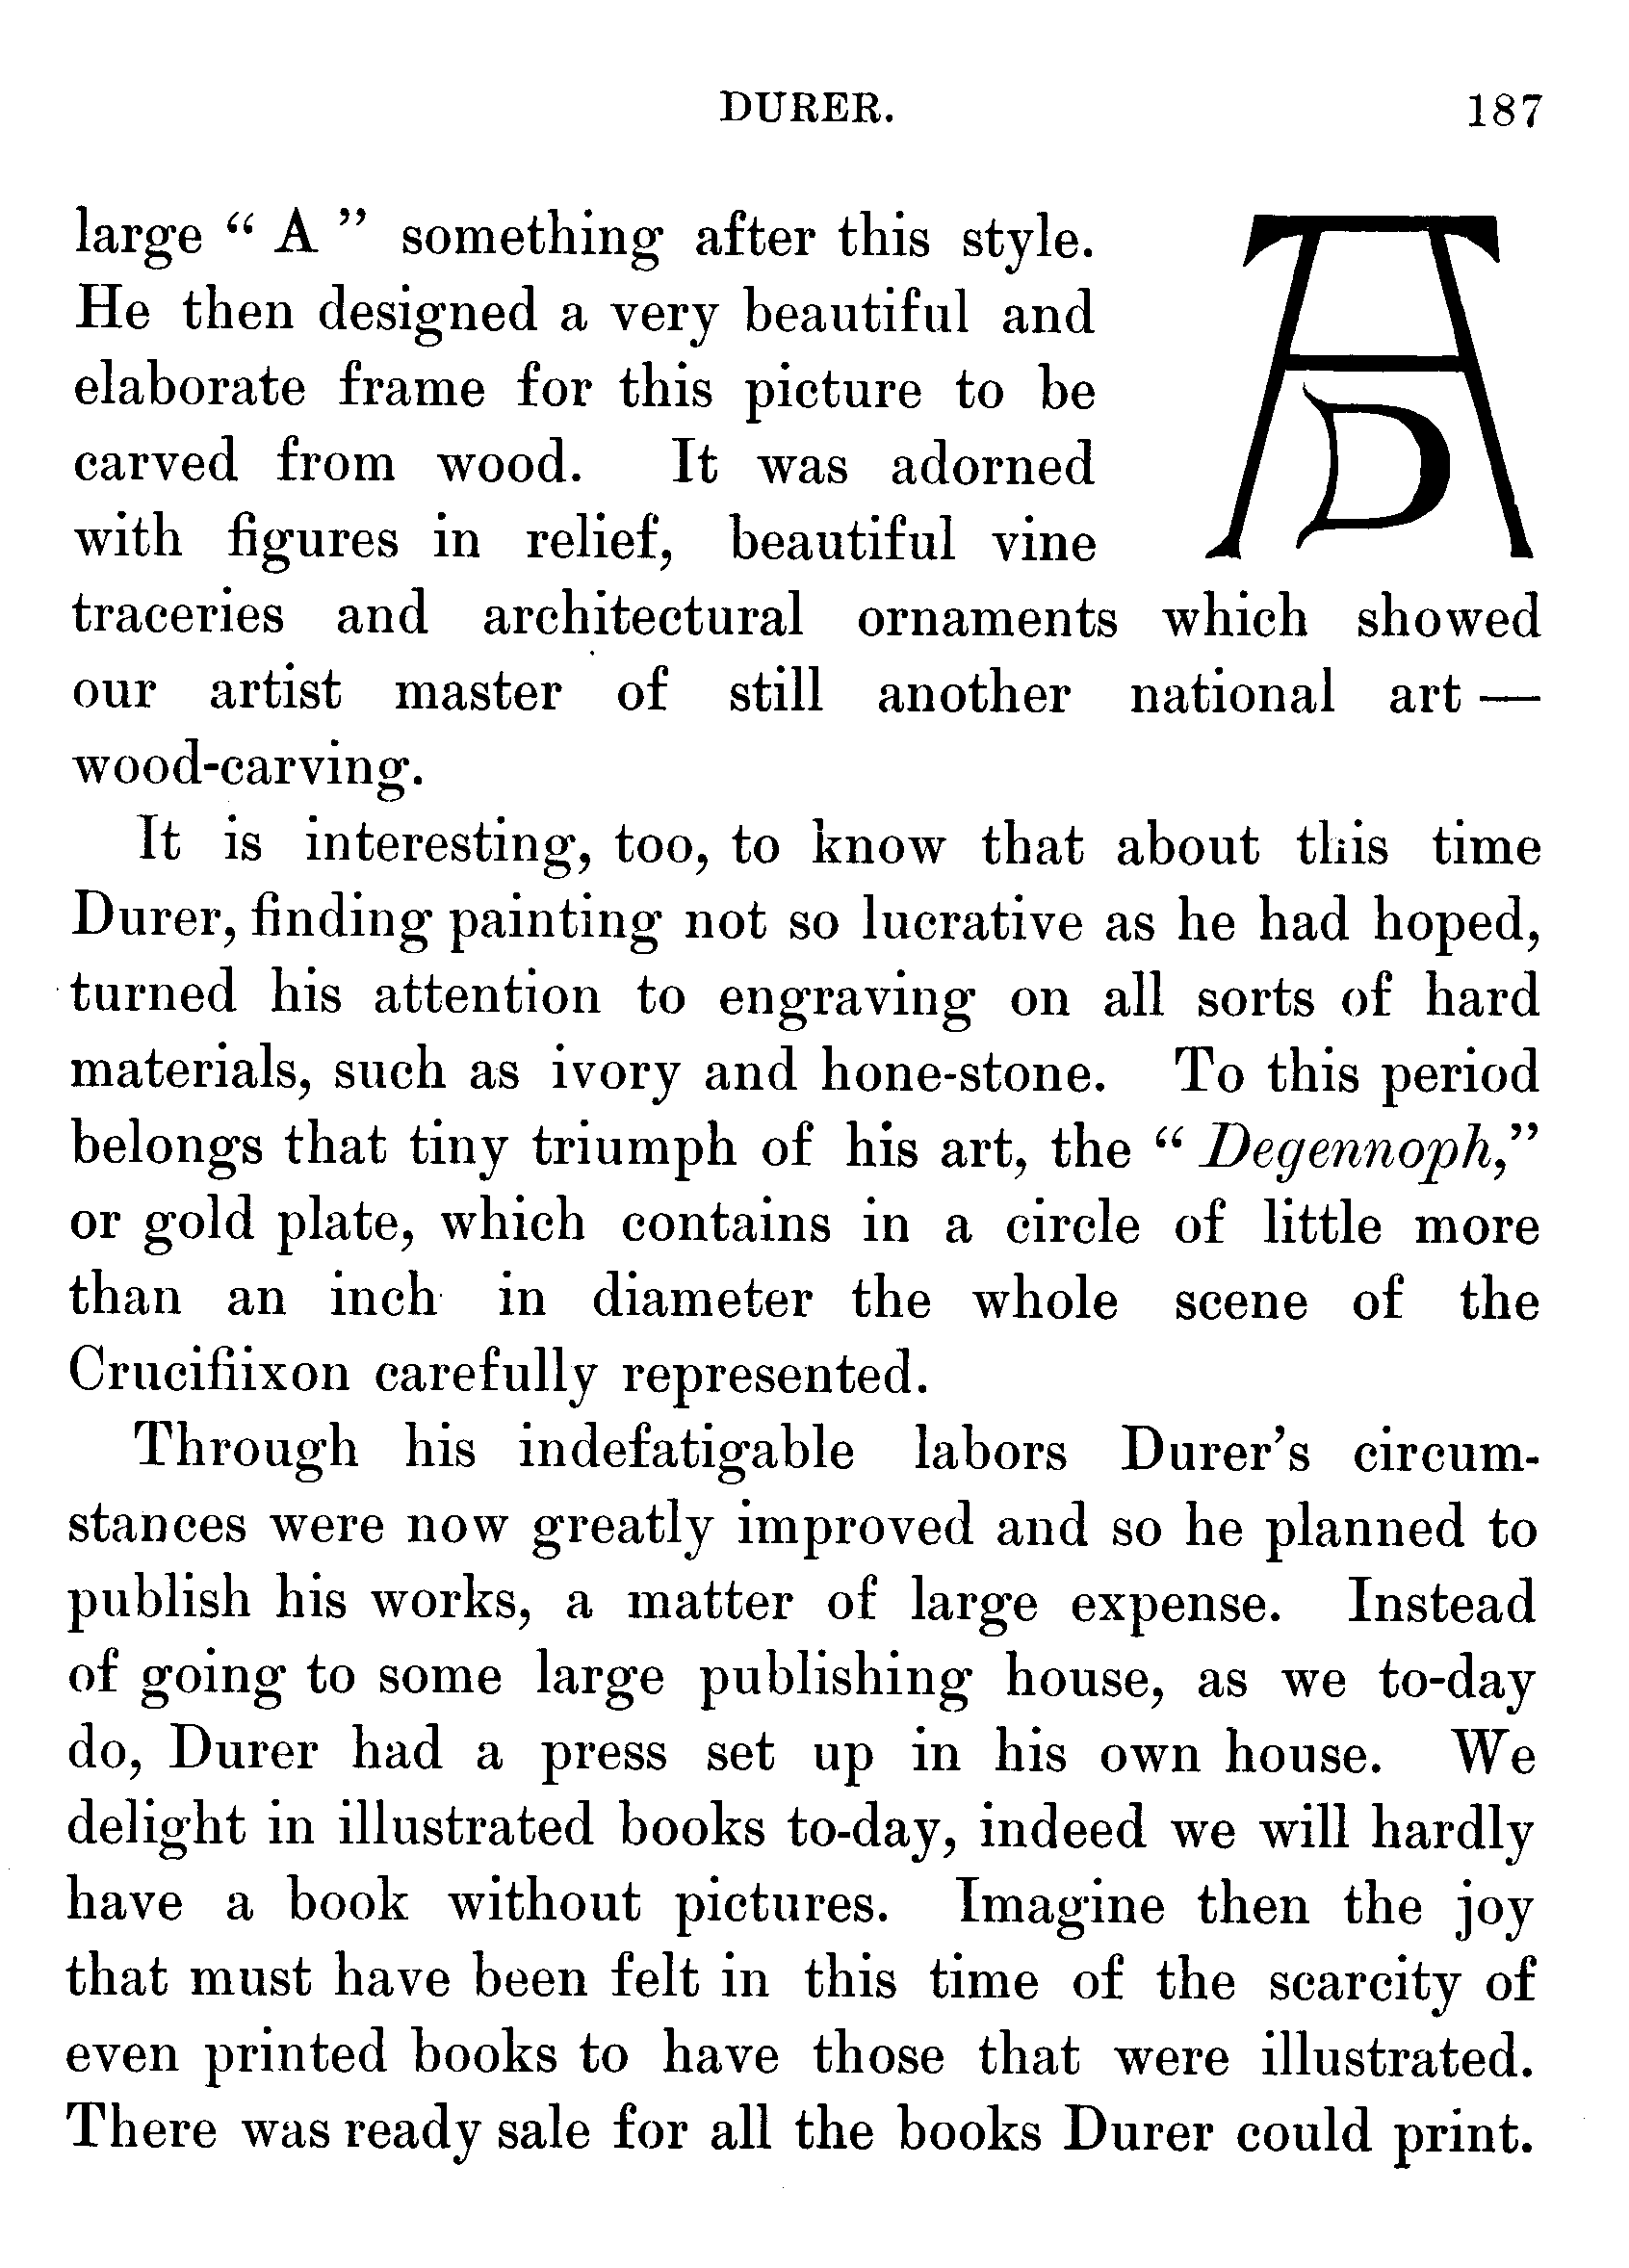 DURER. 187
large “ A ” something after this style.
He then designed a very beautiful and
elaborate frame for this picture to be
carved from wood. It was adorned
with figures in relief, beautiful vine
traceries and architectural ornaments which showed
our artist master of still another national art —
wood-carving.
It is interesting, too, to know that about this time
Durer, finding painting not so lucrative as he had hoped,
turned his attention to engraving on all sorts of hard
materials, such as ivory and hone-stone. To this period
belongs that tiny triumph of his art, the “ Degennoph,”
or gold plate, which contains in a circle of little more
than an inch in diameter the whole scene of the
Crucifiixon carefully represented.
Through his indefatigable labors Durer’s circum-
stances were now greatly improved and so he planned to
publish his works, a matter of large expense. Instead
of going to some large publishing house, as we to-day
do, Durer had a press set up in his own house. We
delight in illustrated books to-day, indeed we will hardly
have a book without pictures. Imagine then the joy
that must have been felt in this time of the scarcity of
even printed books to have those that were illustrated.
There was ready sale for all the books Durer could print.
AD